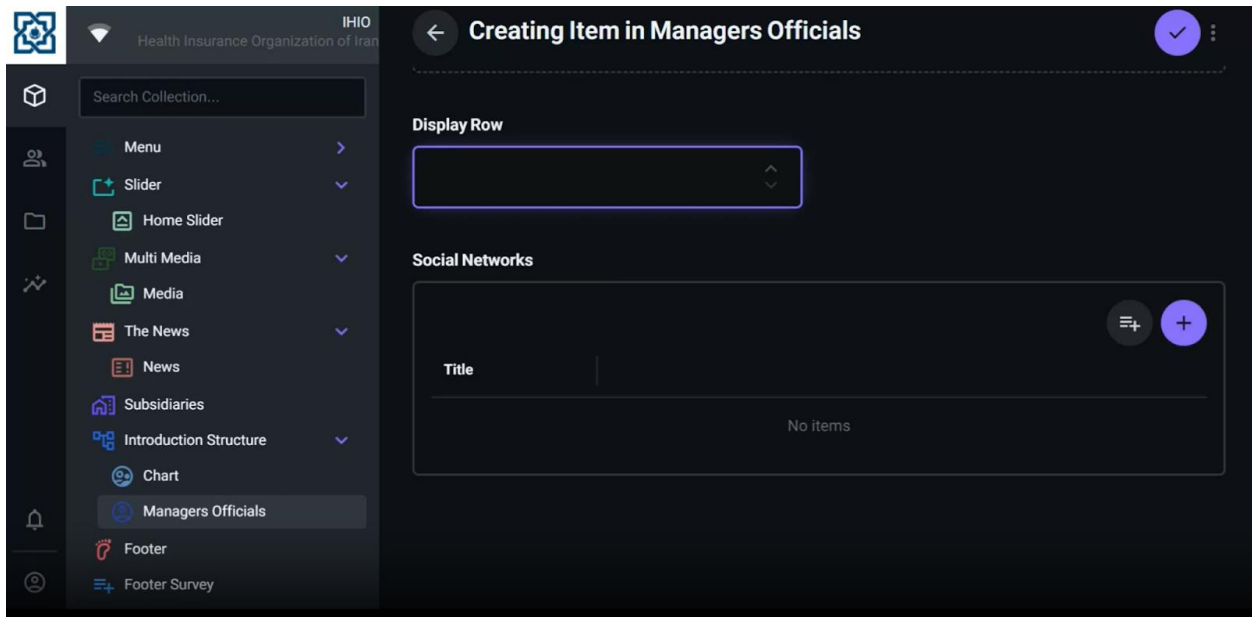 IHIO
Health Insurance Organization of Iran
Search Collection...
Menu
Slider
Home Slider
Multi Media
Media
The News
News
Subsidiaries
Introduction Structure
Chart
Managers Officials
Footer
Footer Survey
Creating Item in Managers Officials
Display Row
Social Networks
Title
No items